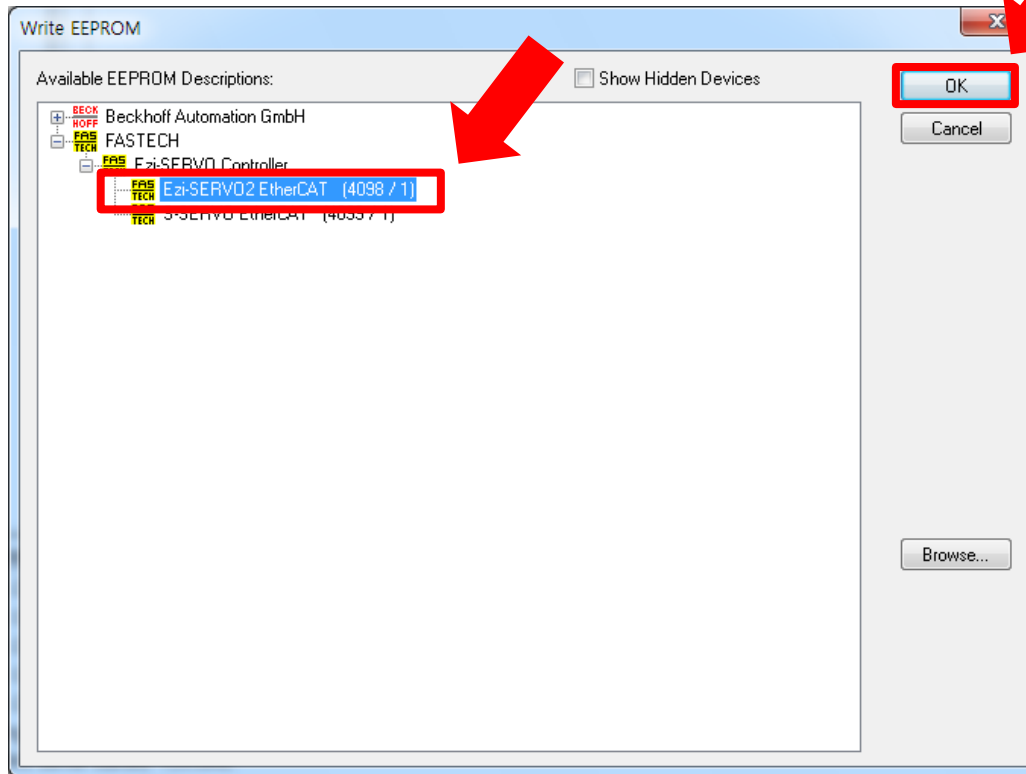 Write EEPROM
Available EEPROM Descriptions:
Show Hidden Devices
OK
Cancel
BECK
HOFF
Beckhoff Automation GmbH
FAS
TECH
FASTECH
FAS
TECH
Ezi-SERVO Controller
FAS
TECH
Ezi-SERVO2 EtherCAT (4098 / 1)
TECH
S-SERVO EtherCAT
Browse...